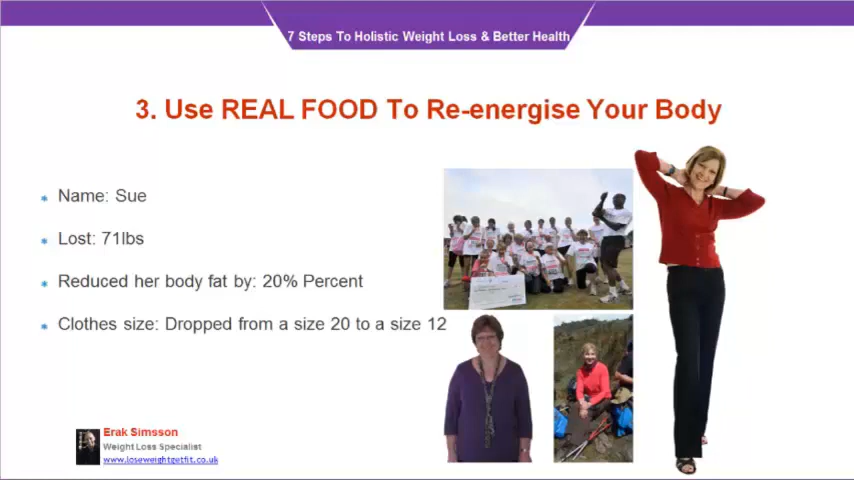 7 Steps To Holistic Weight Loss & Better Health
3. Use REAL FOOD To Re-energise Your Body
Name: Sue
Lost: 71lbs
Reduced her body fat by: 20% Percent
Clothes size: Dropped from a size 20 to a size 12
Erak Simsson
Weight Loss Specialist
www.loseweightgetfit.co.uk